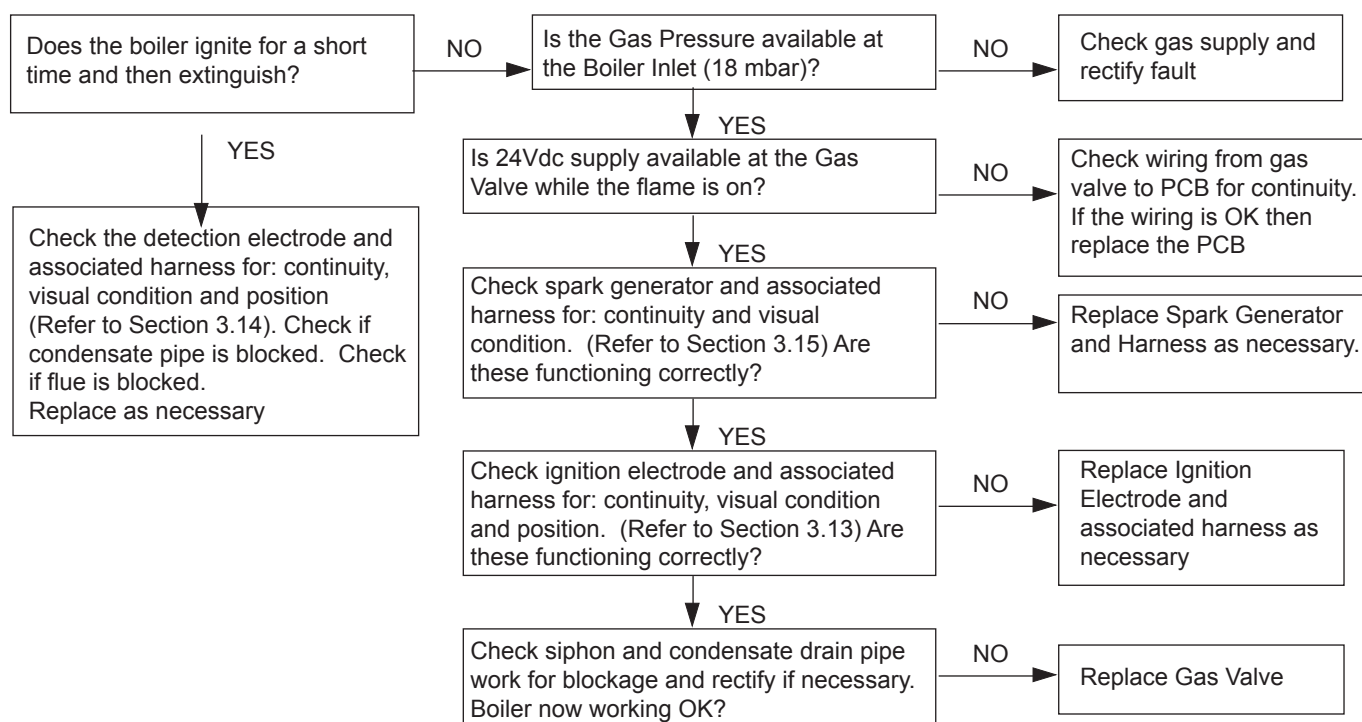 Does the boiler ignite for a short
time and then extinguish?
NO
Is the Gas Pressure available at
the Boiler Inlet (18 mbar)?
NO
Check gas supply and
rectify fault
YES
YES
Is 24Vdc supply available at the Gas
Valve while the flame is on?
NO
Check wiring from gas
valve to PCB for continuity.
If the wiring is OK then
replace the PCB
Check the detection electrode and
associated harness for: continuity,
visual condition and position
(Refer to Section 3.14). Check if
condensate pipe is blocked. Check
if flue is blocked.
Replace as necessary
YES
Check spark generator and associated
harness for: continuity and visual
condition. (Refer to Section 3.15) Are
these functioning correctly?
NO
Replace Spark Generator
and Harness as necessary.
YES
Check ignition electrode and associated
harness for: continuity, visual condition
and position. (Refer to Section 3.13) Are
these functioning correctly?
NO
Replace Ignition
Electrode and
associated harness as
necessary
YES
Check siphon and condensate drain pipe
work for blockage and rectify if necessary.
Boiler now working OK?
NO
Replace Gas Valve